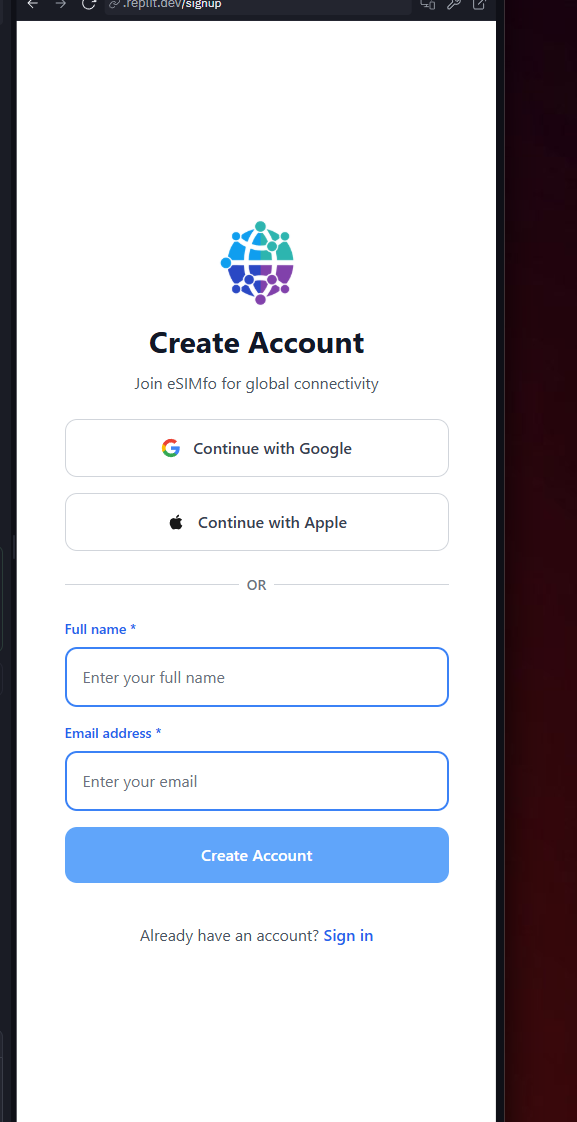 .replit.dev/signup
Create Account
Join eSIMfo for global connectivity
Continue with Google
Continue with Apple
OR
Full name *
Enter your full name
Email address *
Enter your email
Create Account
Already have an account? Sign in